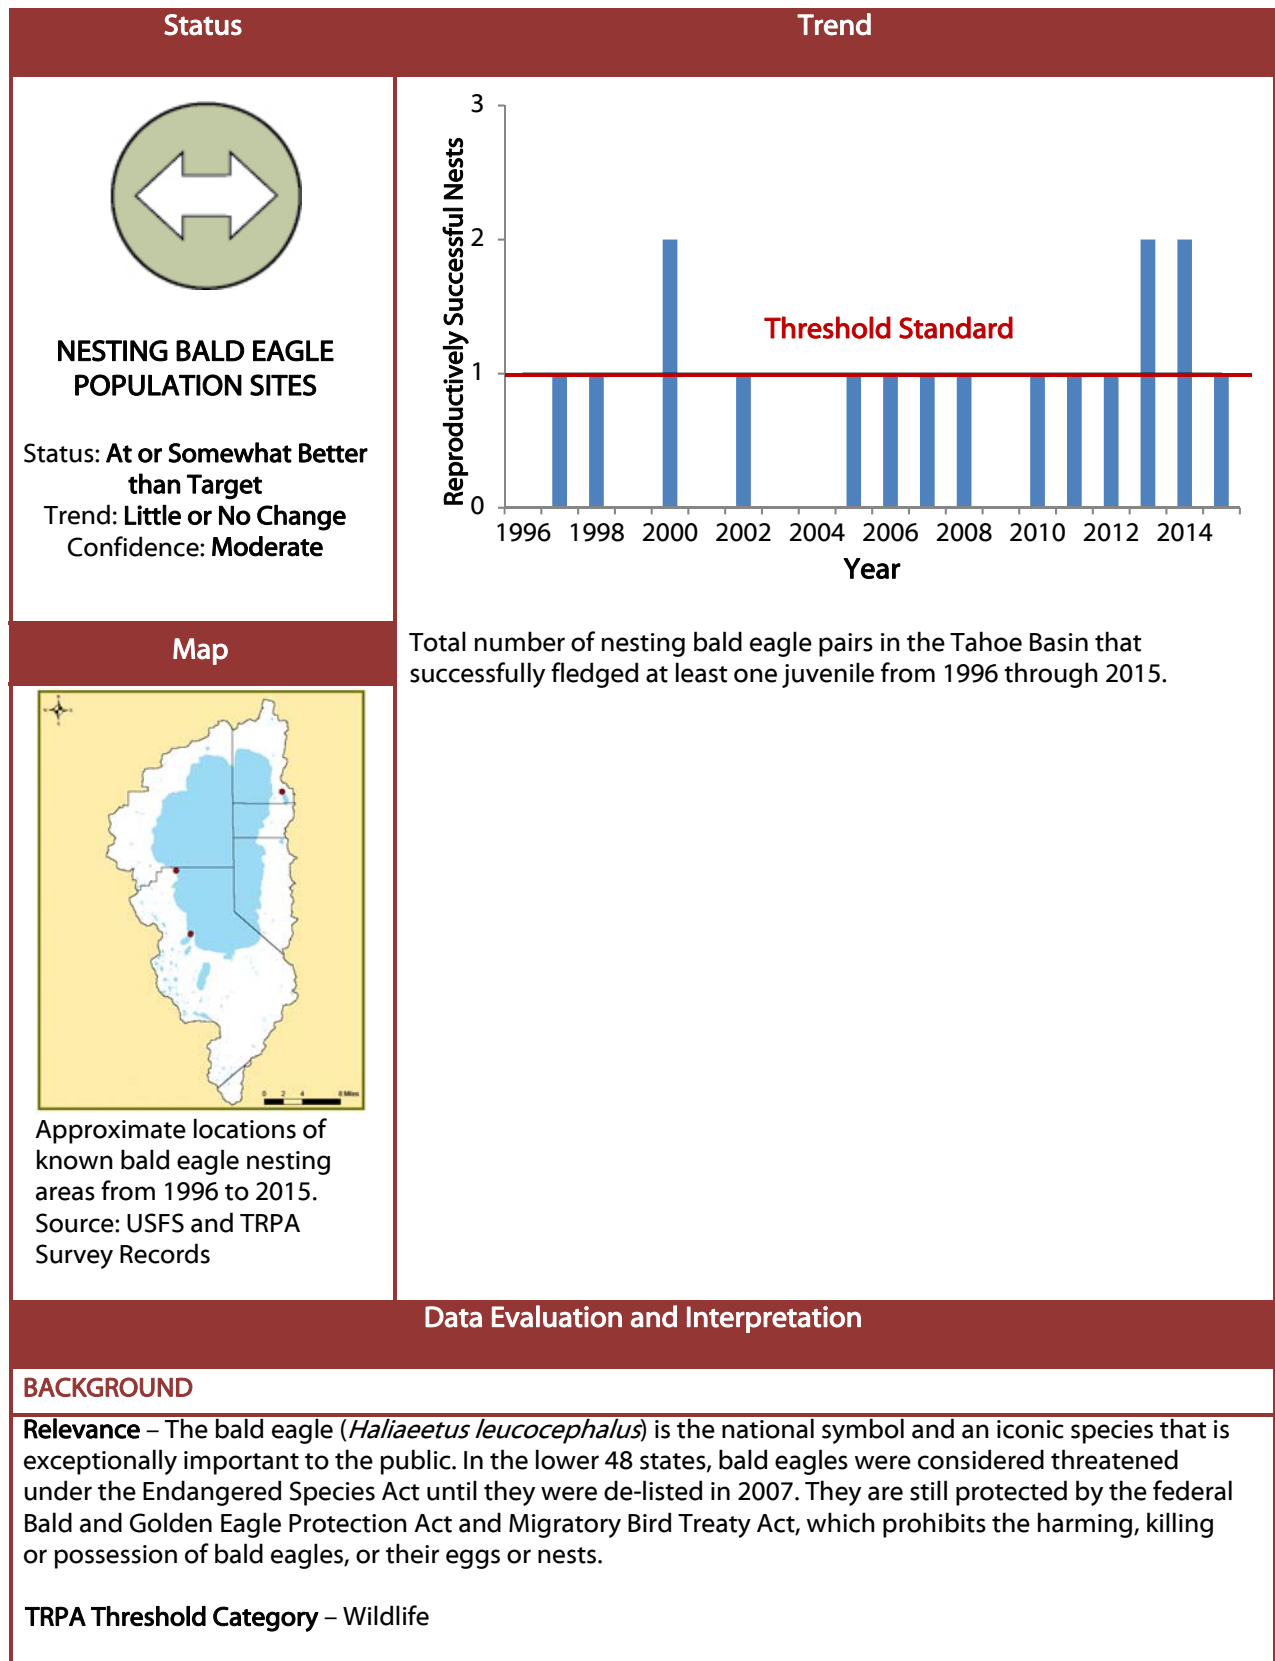 Status
Trend
NESTING BALD EAGLE
POPULATION SITES
Status: At or Somewhat Better
than Target
Trend: Little or No Change
Confidence: Moderate
Reproductively Successful Nests
3
2
1
0
Threshold Standard
1996 1998 2000 2002 2004 2006 2008 2010 2012 2014
Year
Total number of nesting bald eagle pairs in the Tahoe Basin that
successfully fledged at least one juvenile from 1996 through 2015.
Map
0 2 4 8 Miles
Approximate locations of
known bald eagle nesting
areas from 1996 to 2015.
Source: USFS and TRPA
Survey Records
Data Evaluation and Interpretation
BACKGROUND
Relevance – The bald eagle (Haliaeetus leucocephalus) is the national symbol and an iconic species that is
exceptionally important to the public. In the lower 48 states, bald eagles were considered threatened
under the Endangered Species Act until they were de-listed in 2007. They are still protected by the federal
Bald and Golden Eagle Protection Act and Migratory Bird Treaty Act, which prohibits the harming, killing
or possession of bald eagles, or their eggs or nests.
TRPA Threshold Category – Wildlife